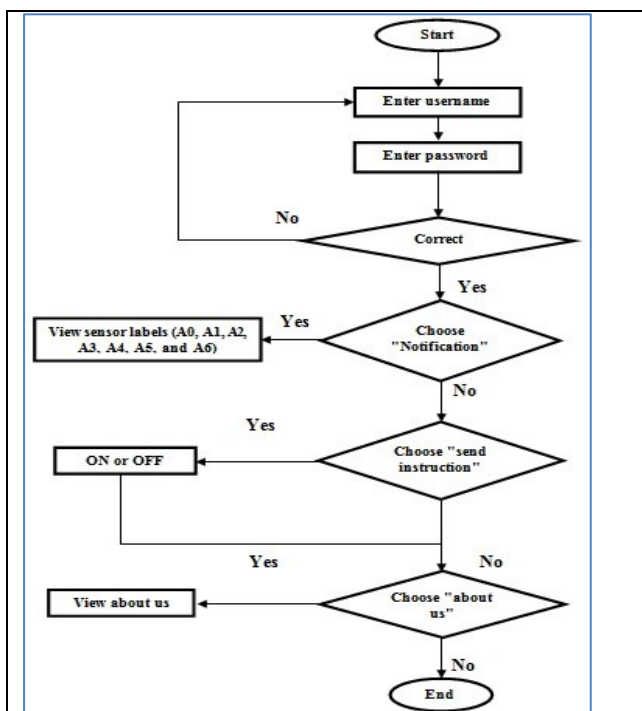 Start
Enter username
Enter password
No
Correct
Yes
Yes
View sensor labels (A0, A1, A2,
A3, A4, A5, and A6)
Choose
"Notification"
No
Yes
ON or OFF
Choose "send
instruction"
Yes
No
View about us
Choose "about
us"
No
End